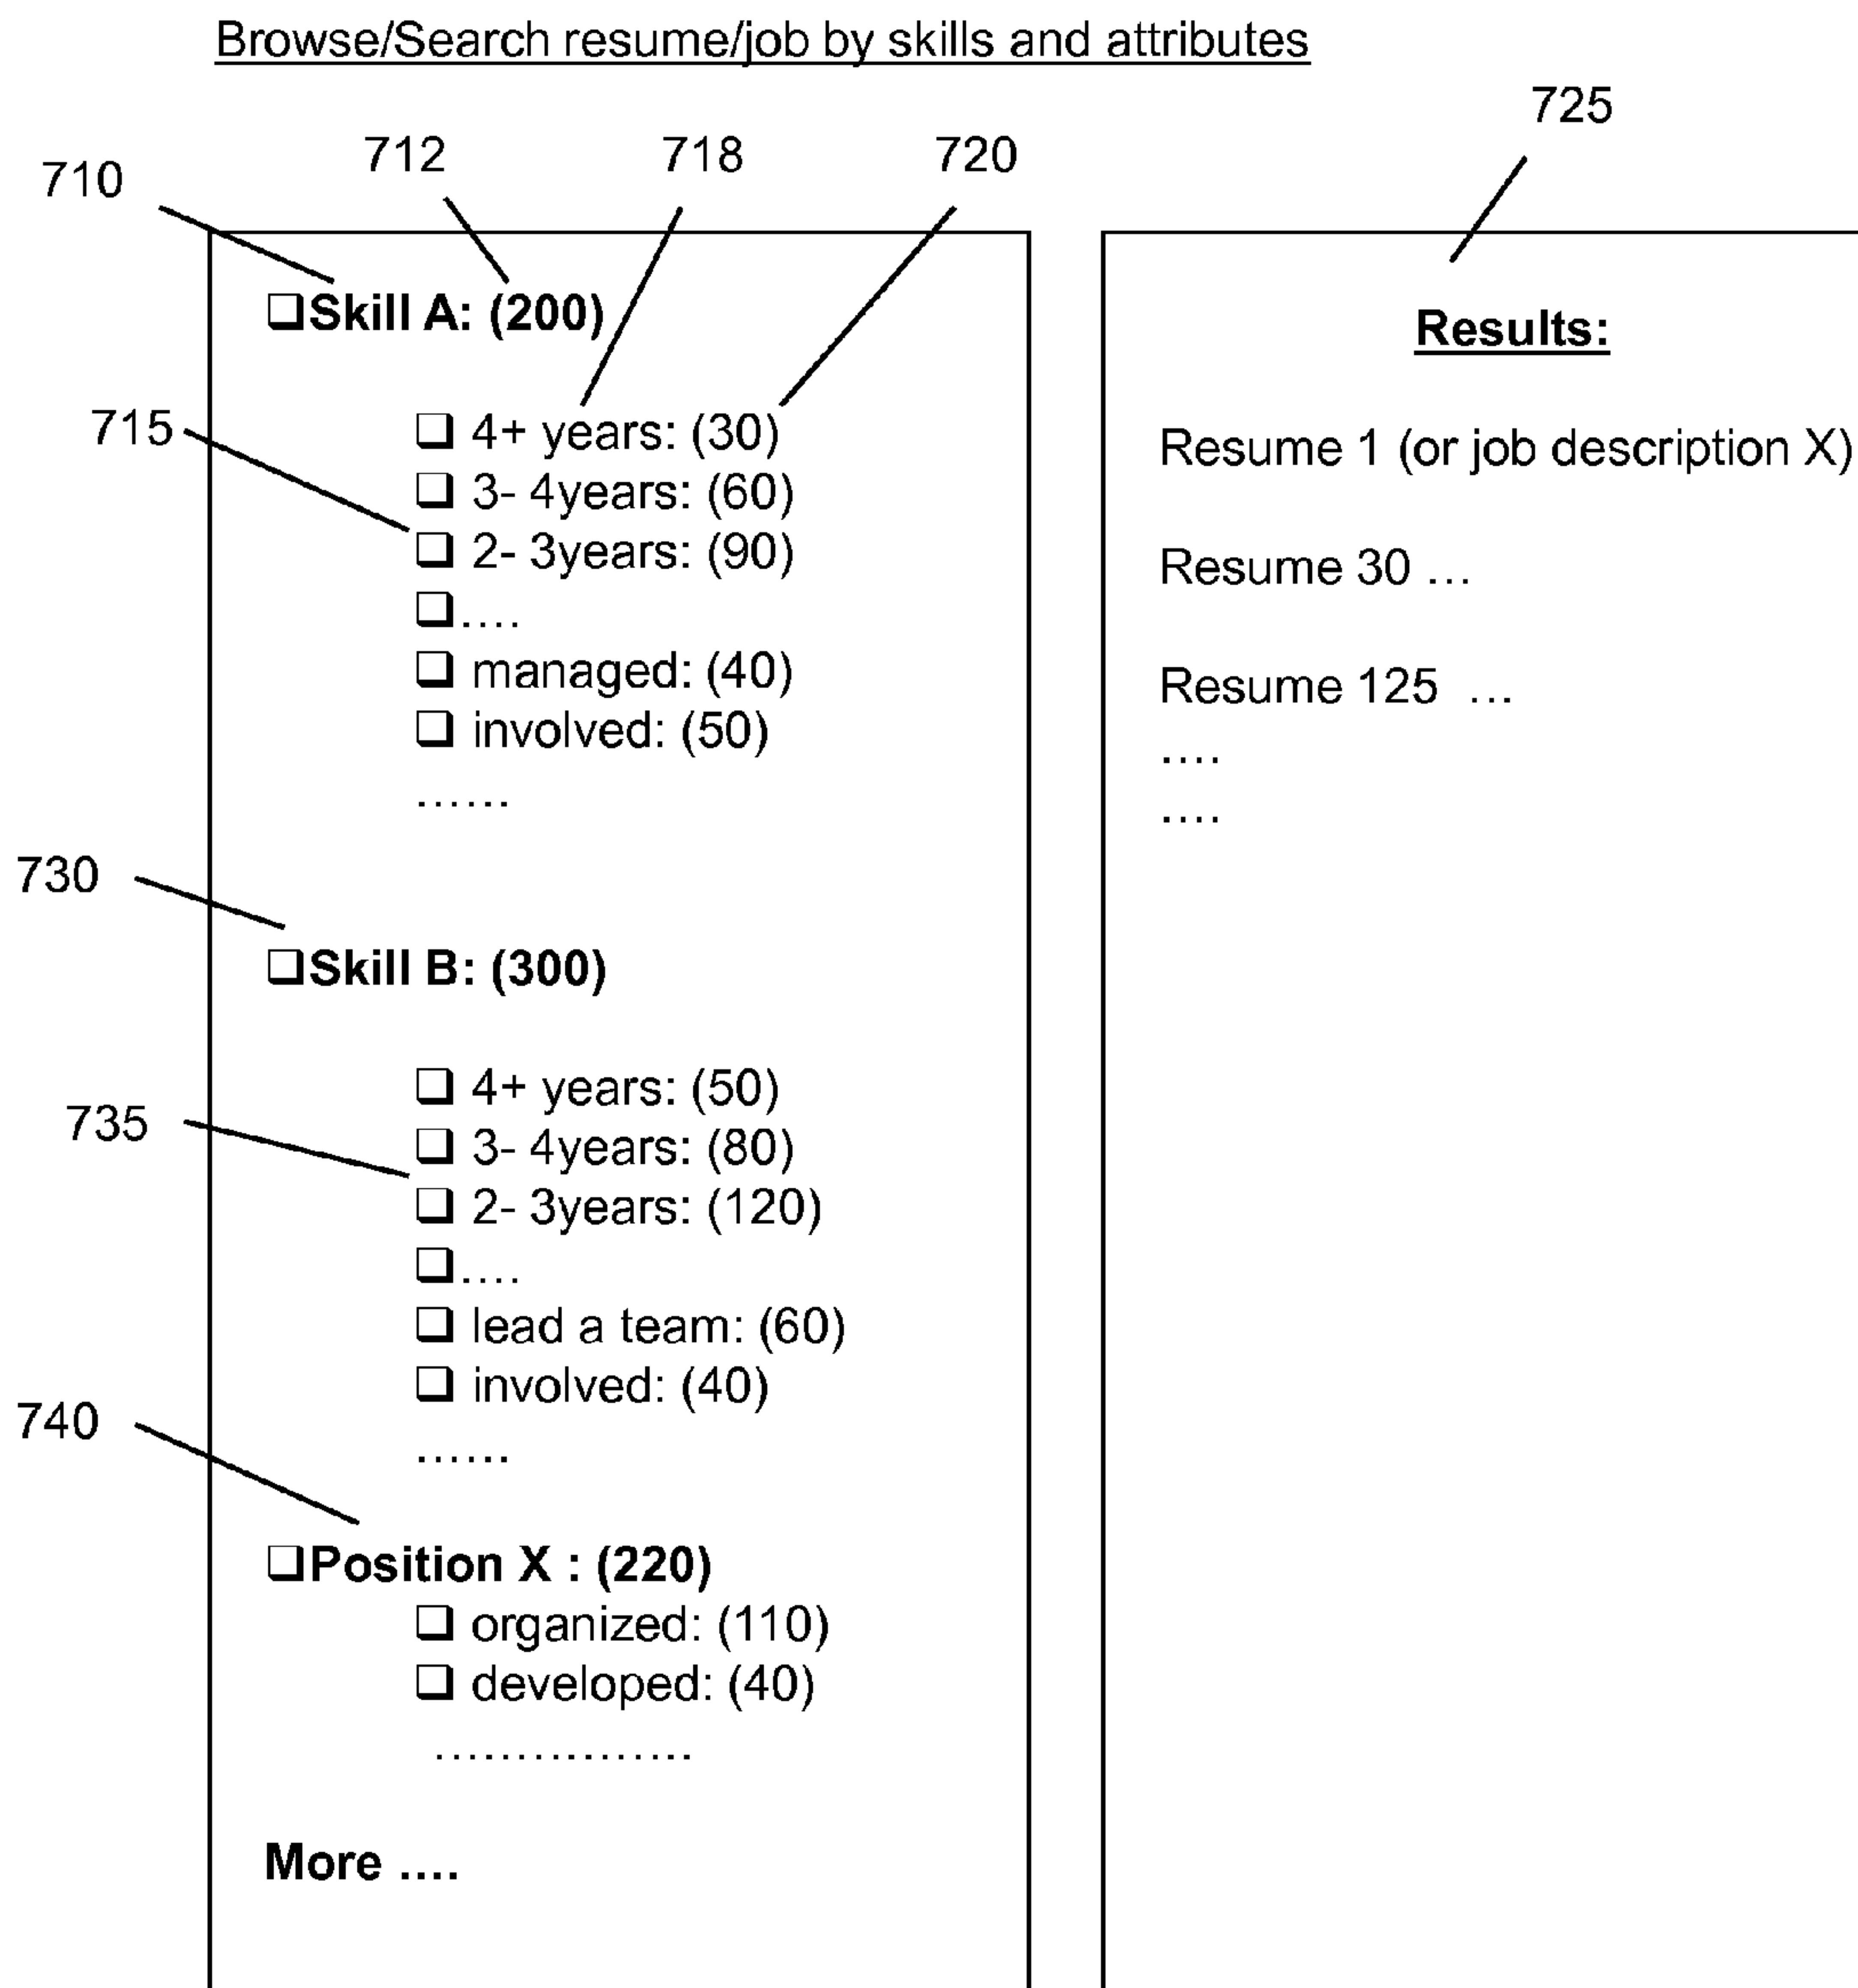 Browse/Search resume/job by skills and attributes
725
712 718 720
710
❑Skill A: (200)
Results:
715
❑ 4+ years: (30)
Resume 1 (or job description X)
❑ 3- 4years: (60)
❑ 2- 3years: (90)
Resume 30 ...
❑....
❑ managed: (40)
Resume 125 ...
❑ involved: (50)
....
......
....
730
❑Skill B: (300)
❑ 4+ years: (50)
735
❑ 3- 4years: (80)
❑ 2- 3years: (120)
❑....
❑ lead a team: (60)
❑ involved: (40)
740
......
❑Position X : (220)
❑ organized: (110)
❑ developed: (40)
................
More ....